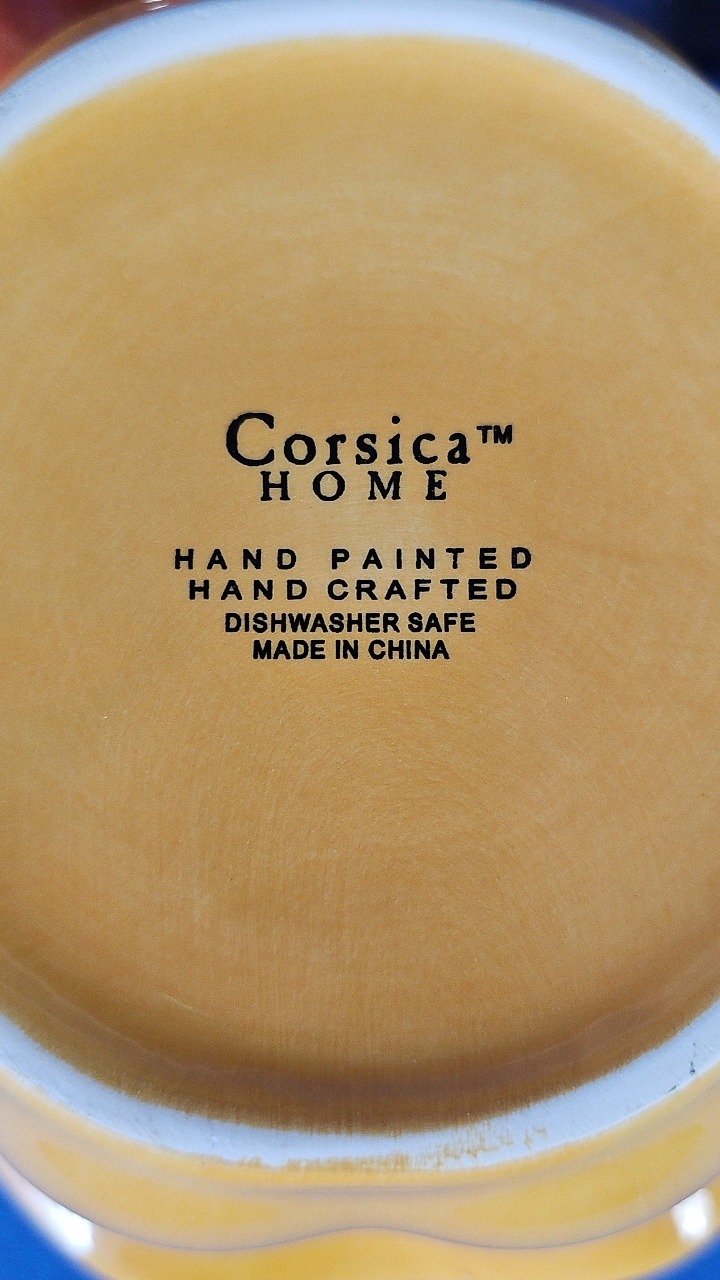 Corsica™
HOME
HAND PAINTED
HAND CRAFTED
DISHWASHER SAFE
MADE IN CHINA